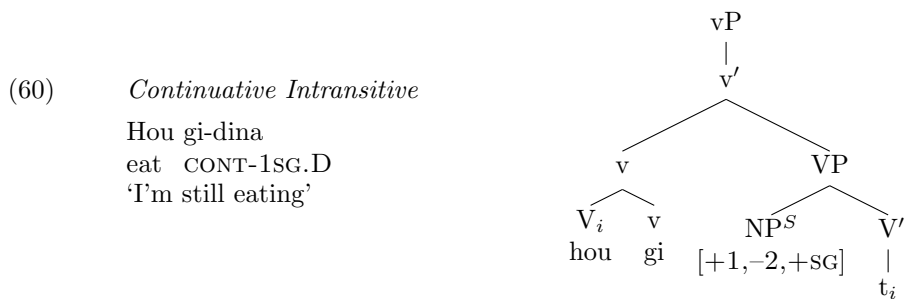 (60) Continuative Intransitive
Hou gi-dina
eat CONT-1SG.D
‘I'm still eating’
vP
v′
v VP
V_i v NP^S V′
hou gi [+1,–2,+SG]
t_i